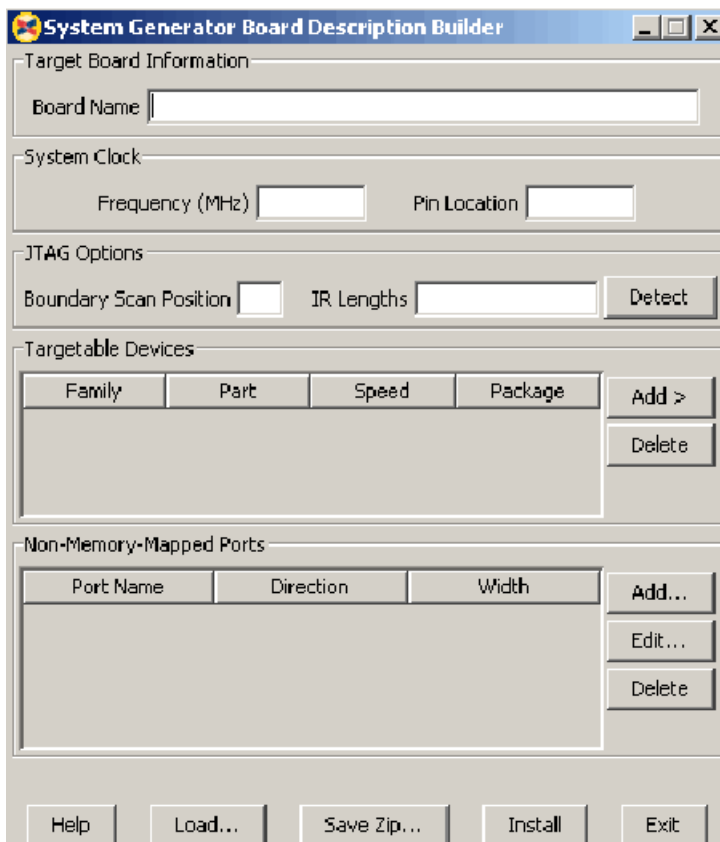 System Generator Board Description Builder
Target Board Information
Board Name
System Clock
Frequency (MHz) Pin Location
JTAG Options
Boundary Scan Position IR Lengths Detect
Targetable Devices
Family Part Speed Package Add >
Delete
Non-Memory-Mapped Ports
Port Name Direction Width Add...
Edit...
Delete
Help Load... Save Zip... Install Exit